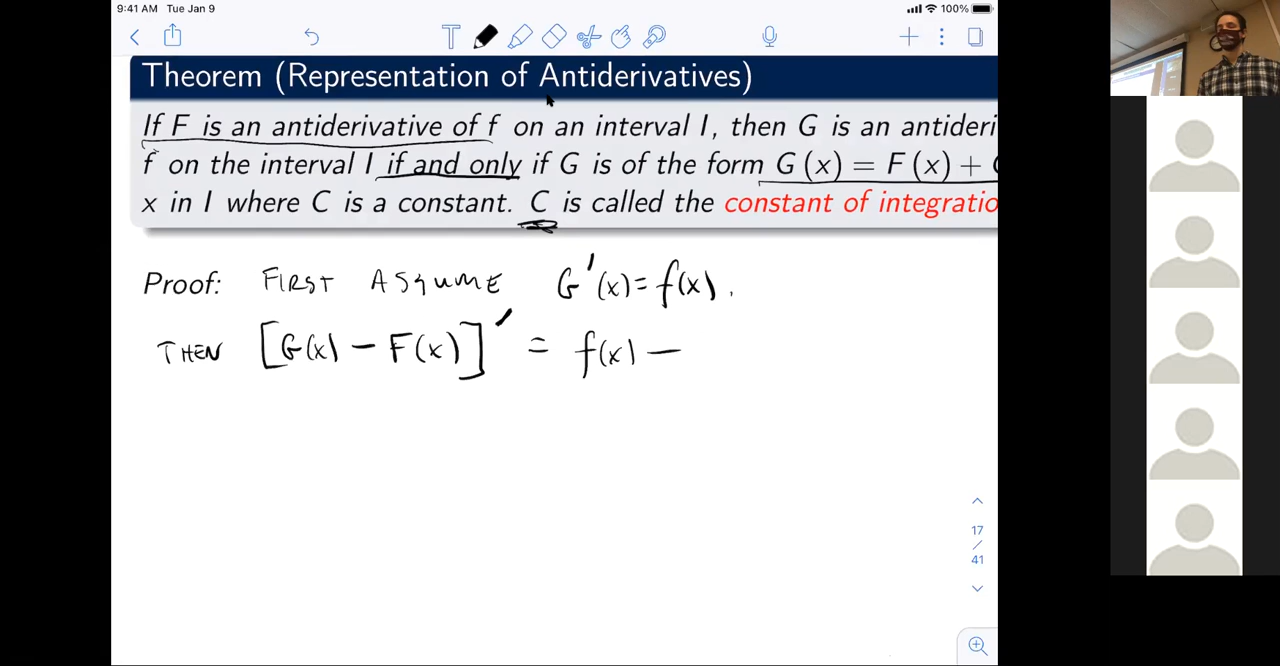 9:41 AM Tue Jan 9
100%
Theorem (Representation of Antiderivatives)
If F is an antiderivative of f on an interval I, then G is an antideri
f on the interval I if and only if G is of the form G(x) = F(x) +
x in I where C is a constant. C is called the constant of integratio
Proof: FIRST ASSUME G'(x) = f(x).
THEN [G(x) − F(x)]' = f(x) −
17
/
41